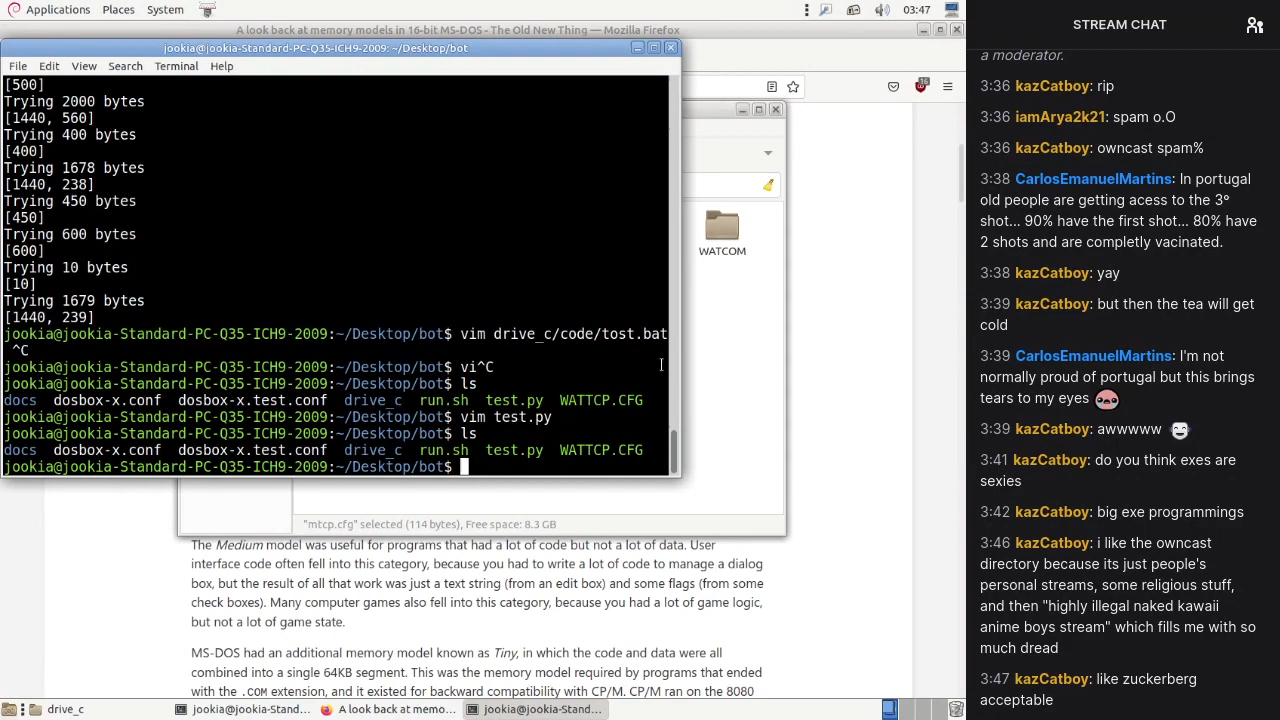 Applications Places System
03:47
A look back at memory models in 16-bit MS-DOS - The Old New Thing — Mozilla Firefox
jookia@jookia-Standard-PC-Q35-ICH9-2009: ~/Desktop/bot
File Edit View Search Terminal Help
[500]
Trying 2000 bytes
[1440, 560]
Trying 400 bytes
[400]
Trying 1678 bytes
[1440, 238]
Trying 450 bytes
[450]
Trying 600 bytes
[600]
Trying 10 bytes
[10]
Trying 1679 bytes
[1440, 239]
jookia@jookia-Standard-PC-Q35-ICH9-2009:~/Desktop/bot$ vim drive_c/code/tost.bat
^C
jookia@jookia-Standard-PC-Q35-ICH9-2009:~/Desktop/bot$ vi^C
jookia@jookia-Standard-PC-Q35-ICH9-2009:~/Desktop/bot$ ls
docs dosbox-x.conf dosbox-x.test.conf drive_c run.sh test.py WATTCP.CFG
jookia@jookia-Standard-PC-Q35-ICH9-2009:~/Desktop/bot$ vim test.py
jookia@jookia-Standard-PC-Q35-ICH9-2009:~/Desktop/bot$ ls
docs dosbox-x.conf dosbox-x.test.conf drive_c run.sh test.py WATTCP.CFG
jookia@jookia-Standard-PC-Q35-ICH9-2009:~/Desktop/bot$
WATCOM
"mtcp.cfg" selected (114 bytes), Free space: 8.3 GB
The Medium model was useful for programs that had a lot of code but not a lot of data. User
interface code often fell into this category, because you had to write a lot of code to manage a dialog
box, but the result of all that work was just a text string (from an edit box) and some flags (from some
check boxes). Many computer games also fell into this category, because you had a lot of game logic,
but not a lot of game state.
MS-DOS had an additional memory model known as Tiny, in which the code and data were all
combined into a single 64KB segment. This was the memory model required by programs that ended
with the .COM extension, and it existed for backward compatibility with CP/M. CP/M ran on the 8080
drive_c
jookia@jookia-Stand...
A look back at memo...
jookia@jookia-Stand...
STREAM CHAT
a moderator.
3:36 kazCatboy: rip
3:36 iamArya2k21: spam o.O
3:36 kazCatboy: owncast spam%
3:38 CarlosEmanuelMartins: In portugal
old people are getting acess to the 3º
shot... 90% have the first shot... 80% have
2 shots and are completly vacinated.
3:38 kazCatboy: yay
3:39 kazCatboy: but then the tea will get
cold
3:39 CarlosEmanuelMartins: I'm not
normally proud of portugal but this brings
tears to my eyes
3:39 kazCatboy: awwwww
3:41 kazCatboy: do you think exes are
sexies
3:42 kazCatboy: big exe programmings
3:46 kazCatboy: i like the owncast
directory because its just people's
personal streams, some religious stuff,
and then "highly illegal naked kawaii
anime boys stream" which fills me with so
much dread
3:47 kazCatboy: like zuckerberg
acceptable